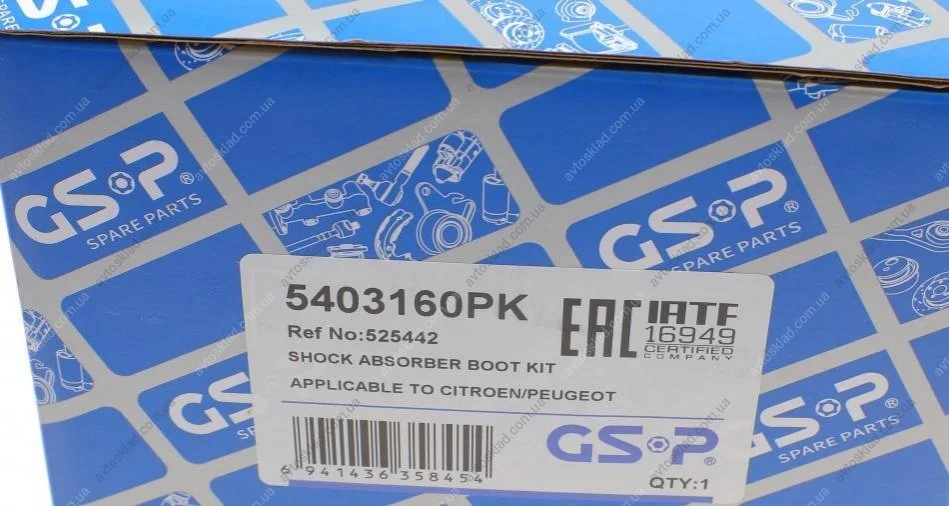 GS-P®
SPARE PARTS
GS-P®
SPARE PARTS
5403160PK
Ref No:525442
SHOCK ABSORBER BOOT KIT
APPLICABLE TO CITROEN/PEUGEOT
EAC
IATF
16949
CERTIFIED
COMPANY
6 941436 358454
GS-P®
QTY:1
GS-P®
SPARE PARTS
avtosklad.com.ua